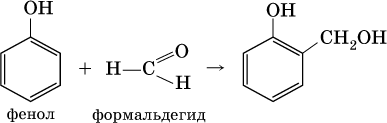 OH
+ H—C=O
H
→
OH
CH₂OH
фенол формальдегид